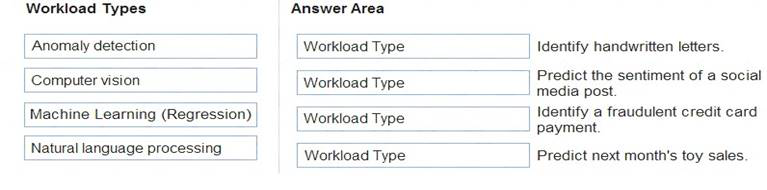 Workload Types
Answer Area
Anomaly detection
Workload Type
Identify handwritten letters.
Computer vision
Workload Type
Predict the sentiment of a social
media post.
Machine Learning (Regression)
Workload Type
Identify a fraudulent credit card
payment.
Natural language processing
Workload Type
Predict next month's toy sales.